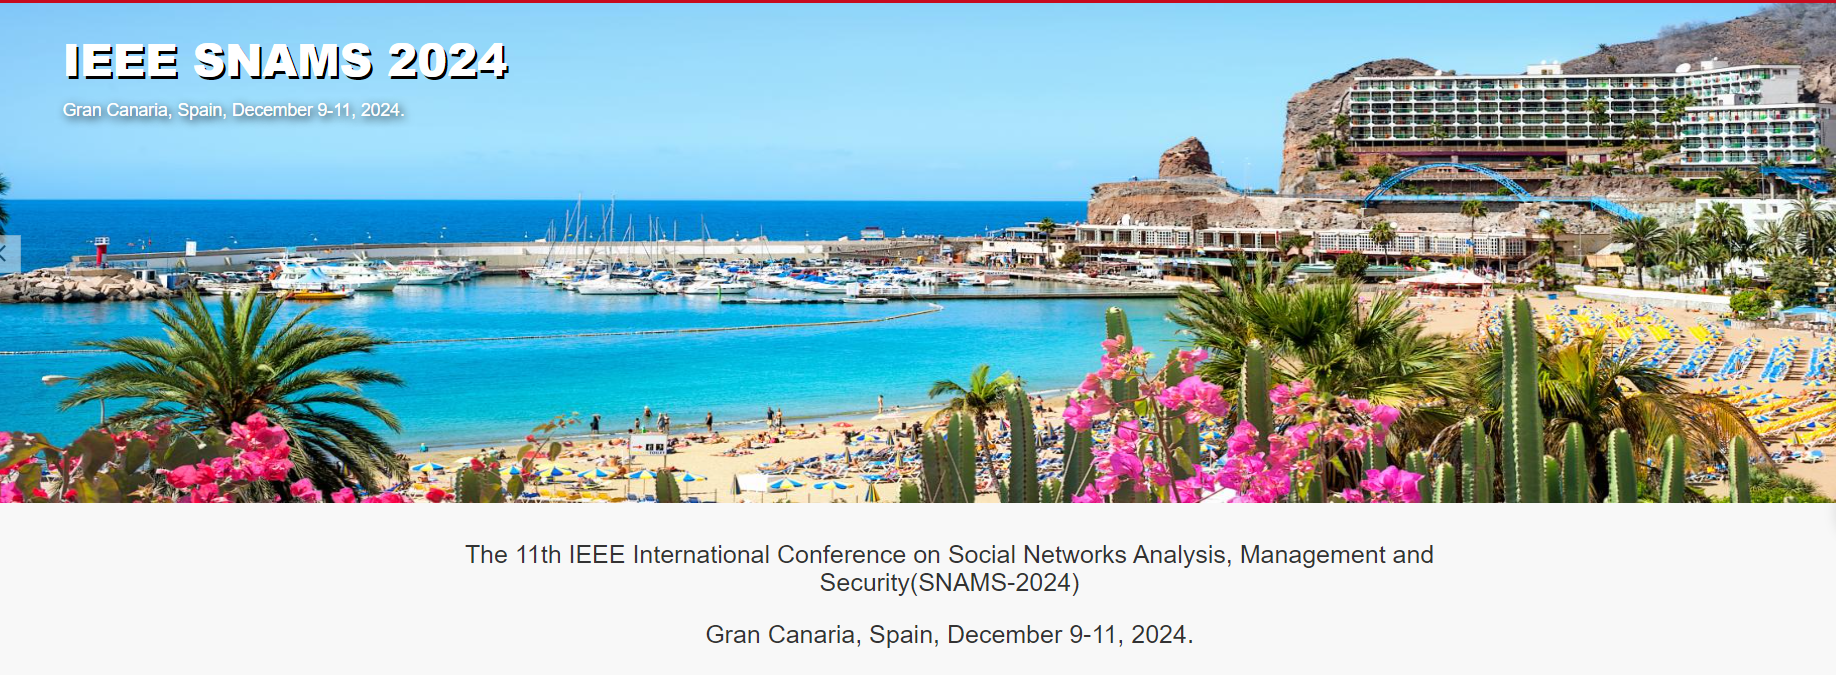 IEEE SNAMS 2024
Gran Canaria, Spain, December 9-11, 2024.
The 11th IEEE International Conference on Social Networks Analysis, Management and
Security(SNAMS-2024)
Gran Canaria, Spain, December 9-11, 2024.